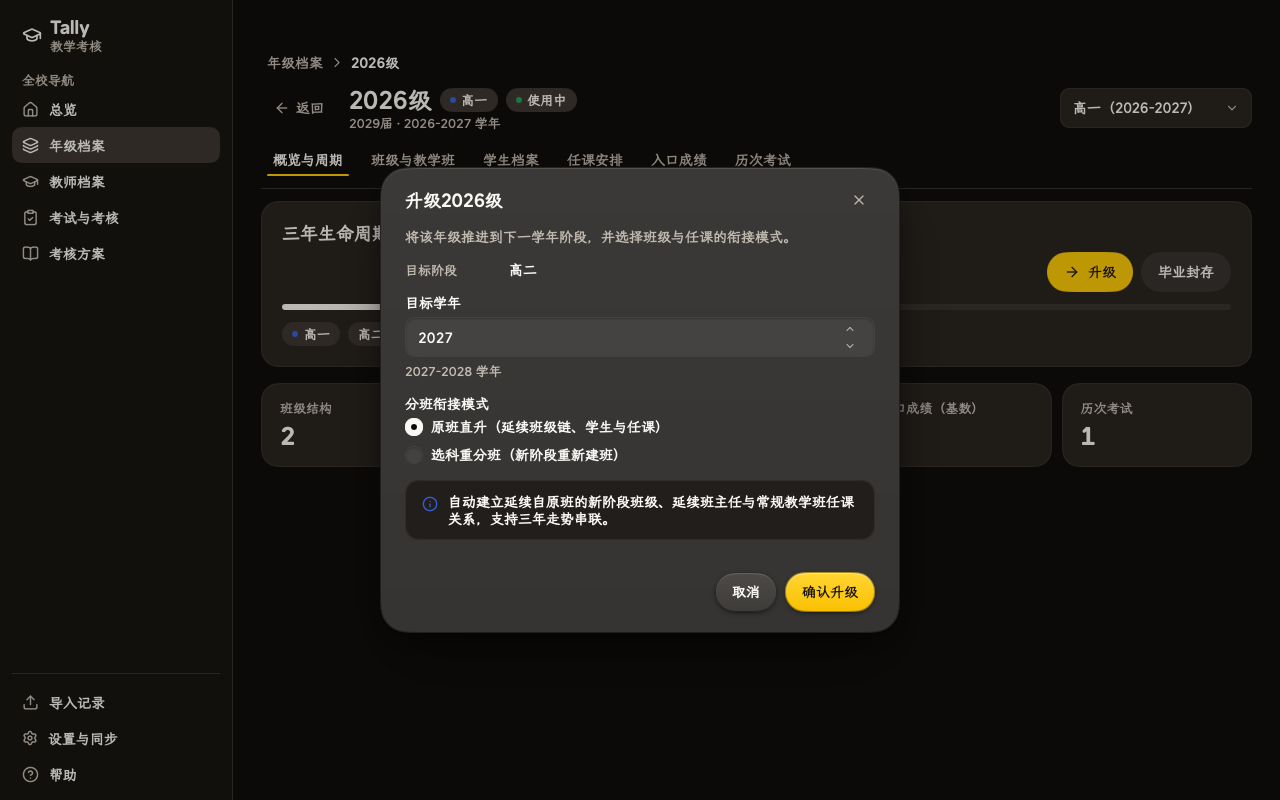 Tally
教学考核
全校导航
总览
年级档案
教师档案
考试与考核
考核方案
导入记录
设置与同步
帮助
年级档案 > 2026级
返回
2026级 高一 使用中
2029届 · 2026-2027 学年
高一（2026-2027）
概览与周期 班级与教学班 学生档案 任课安排 入口成绩 历次考试
三年生命周期
升级 毕业封存
高一 高二
班级结构
2
口成绩（基数）
历次考试
1
升级2026级
将该年级推进到下一学年阶段，并选择班级与任课的衔接模式。
目标阶段 高二
目标学年
2027
2027-2028 学年
分班衔接模式
原班直升（延续班级链、学生与任课）
选科重分班（新阶段重新建班）
自动建立延续自原班的新阶段班级、延续班主任与常规教学班任课
关系，支持三年走势串联。
取消 确认升级